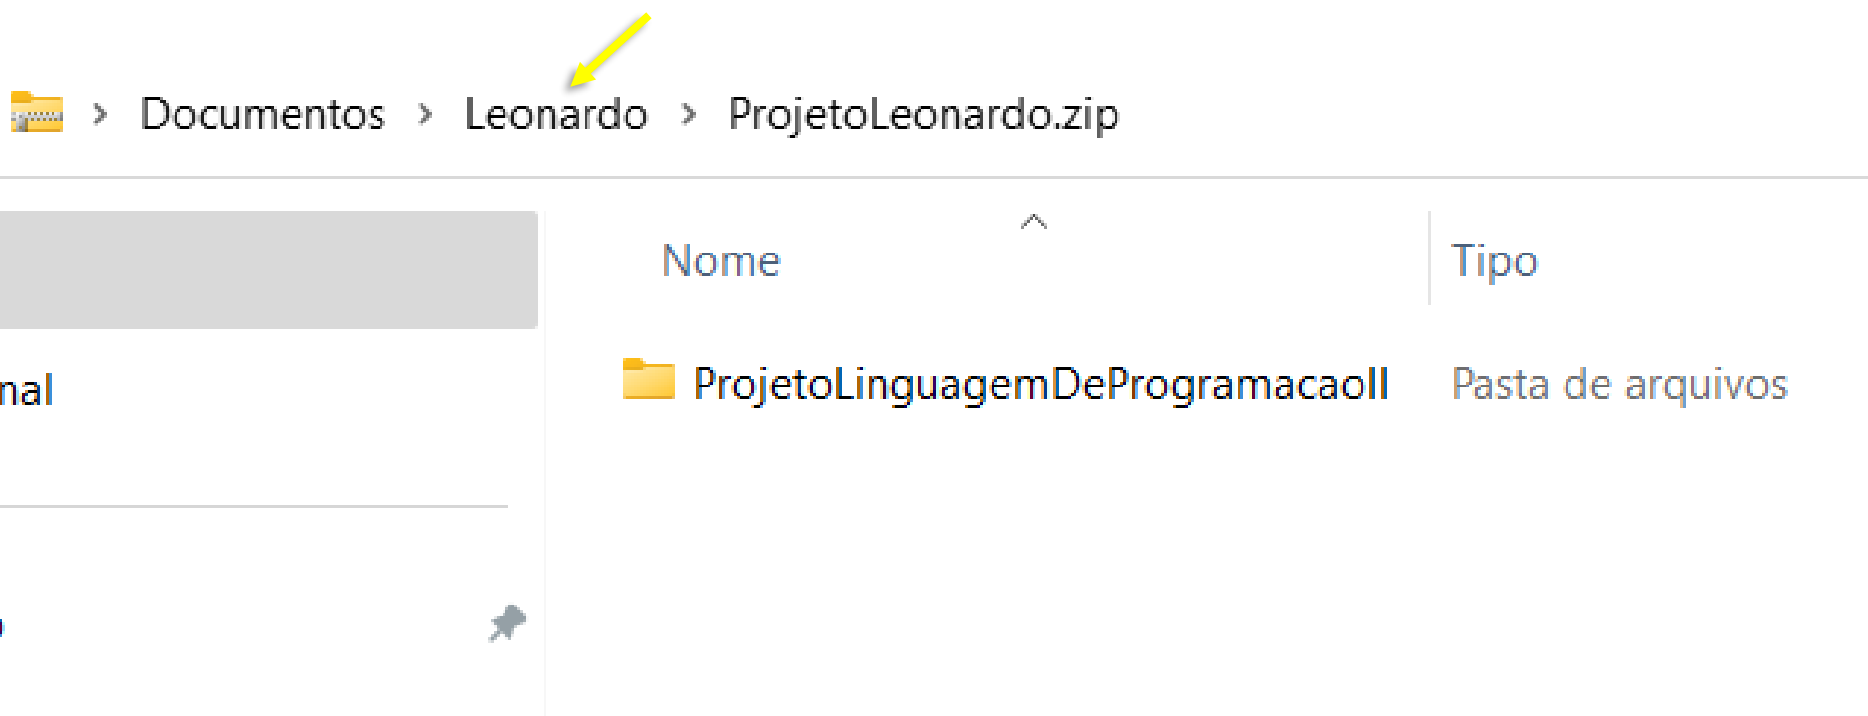 Documentos > Leonardo > ProjetoLeonardo.zip
Nome Tipo
nal ProjetoLinguagemDeProgramacaoII Pasta de arquivos